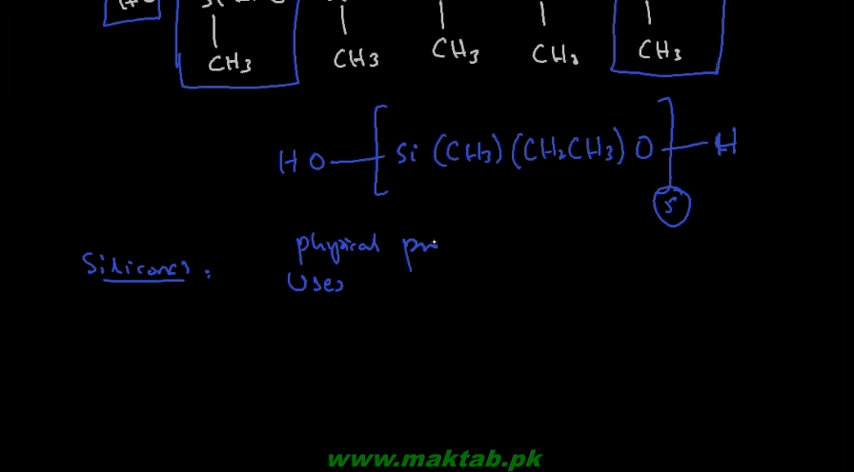 CH3 CH3 CH3 CH3 CH3
HO-[Si (CH3) (CH2CH3) O]-H
5
Silicones : physical pr
Uses
www.maktab.pk